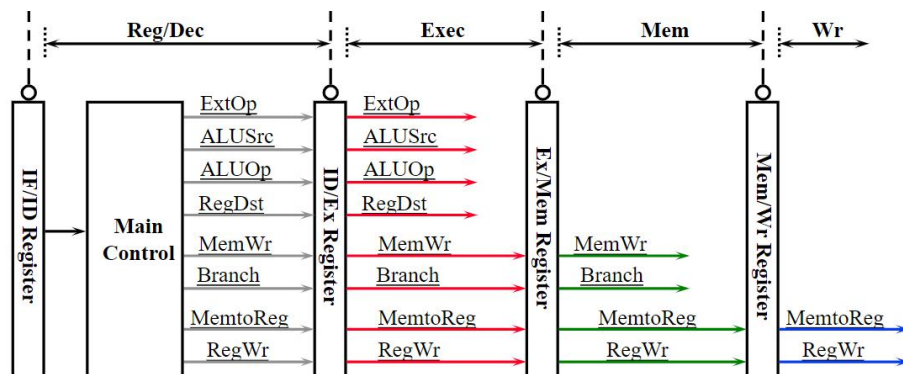 Reg/Dec Exec Mem Wr
ExtOp ExtOp
ALUSrc ALUSrc
ALUOp ALUOp
RegDst RegDst
MemWr MemWr MemWr
Branch Branch Branch
MemtoReg MemtoReg MemtoReg MemtoReg
RegWr RegWr RegWr RegWr
IF/ID Register
Main
Control
ID/Ex Register
Ex/Mem Register
Mem/Wr Register